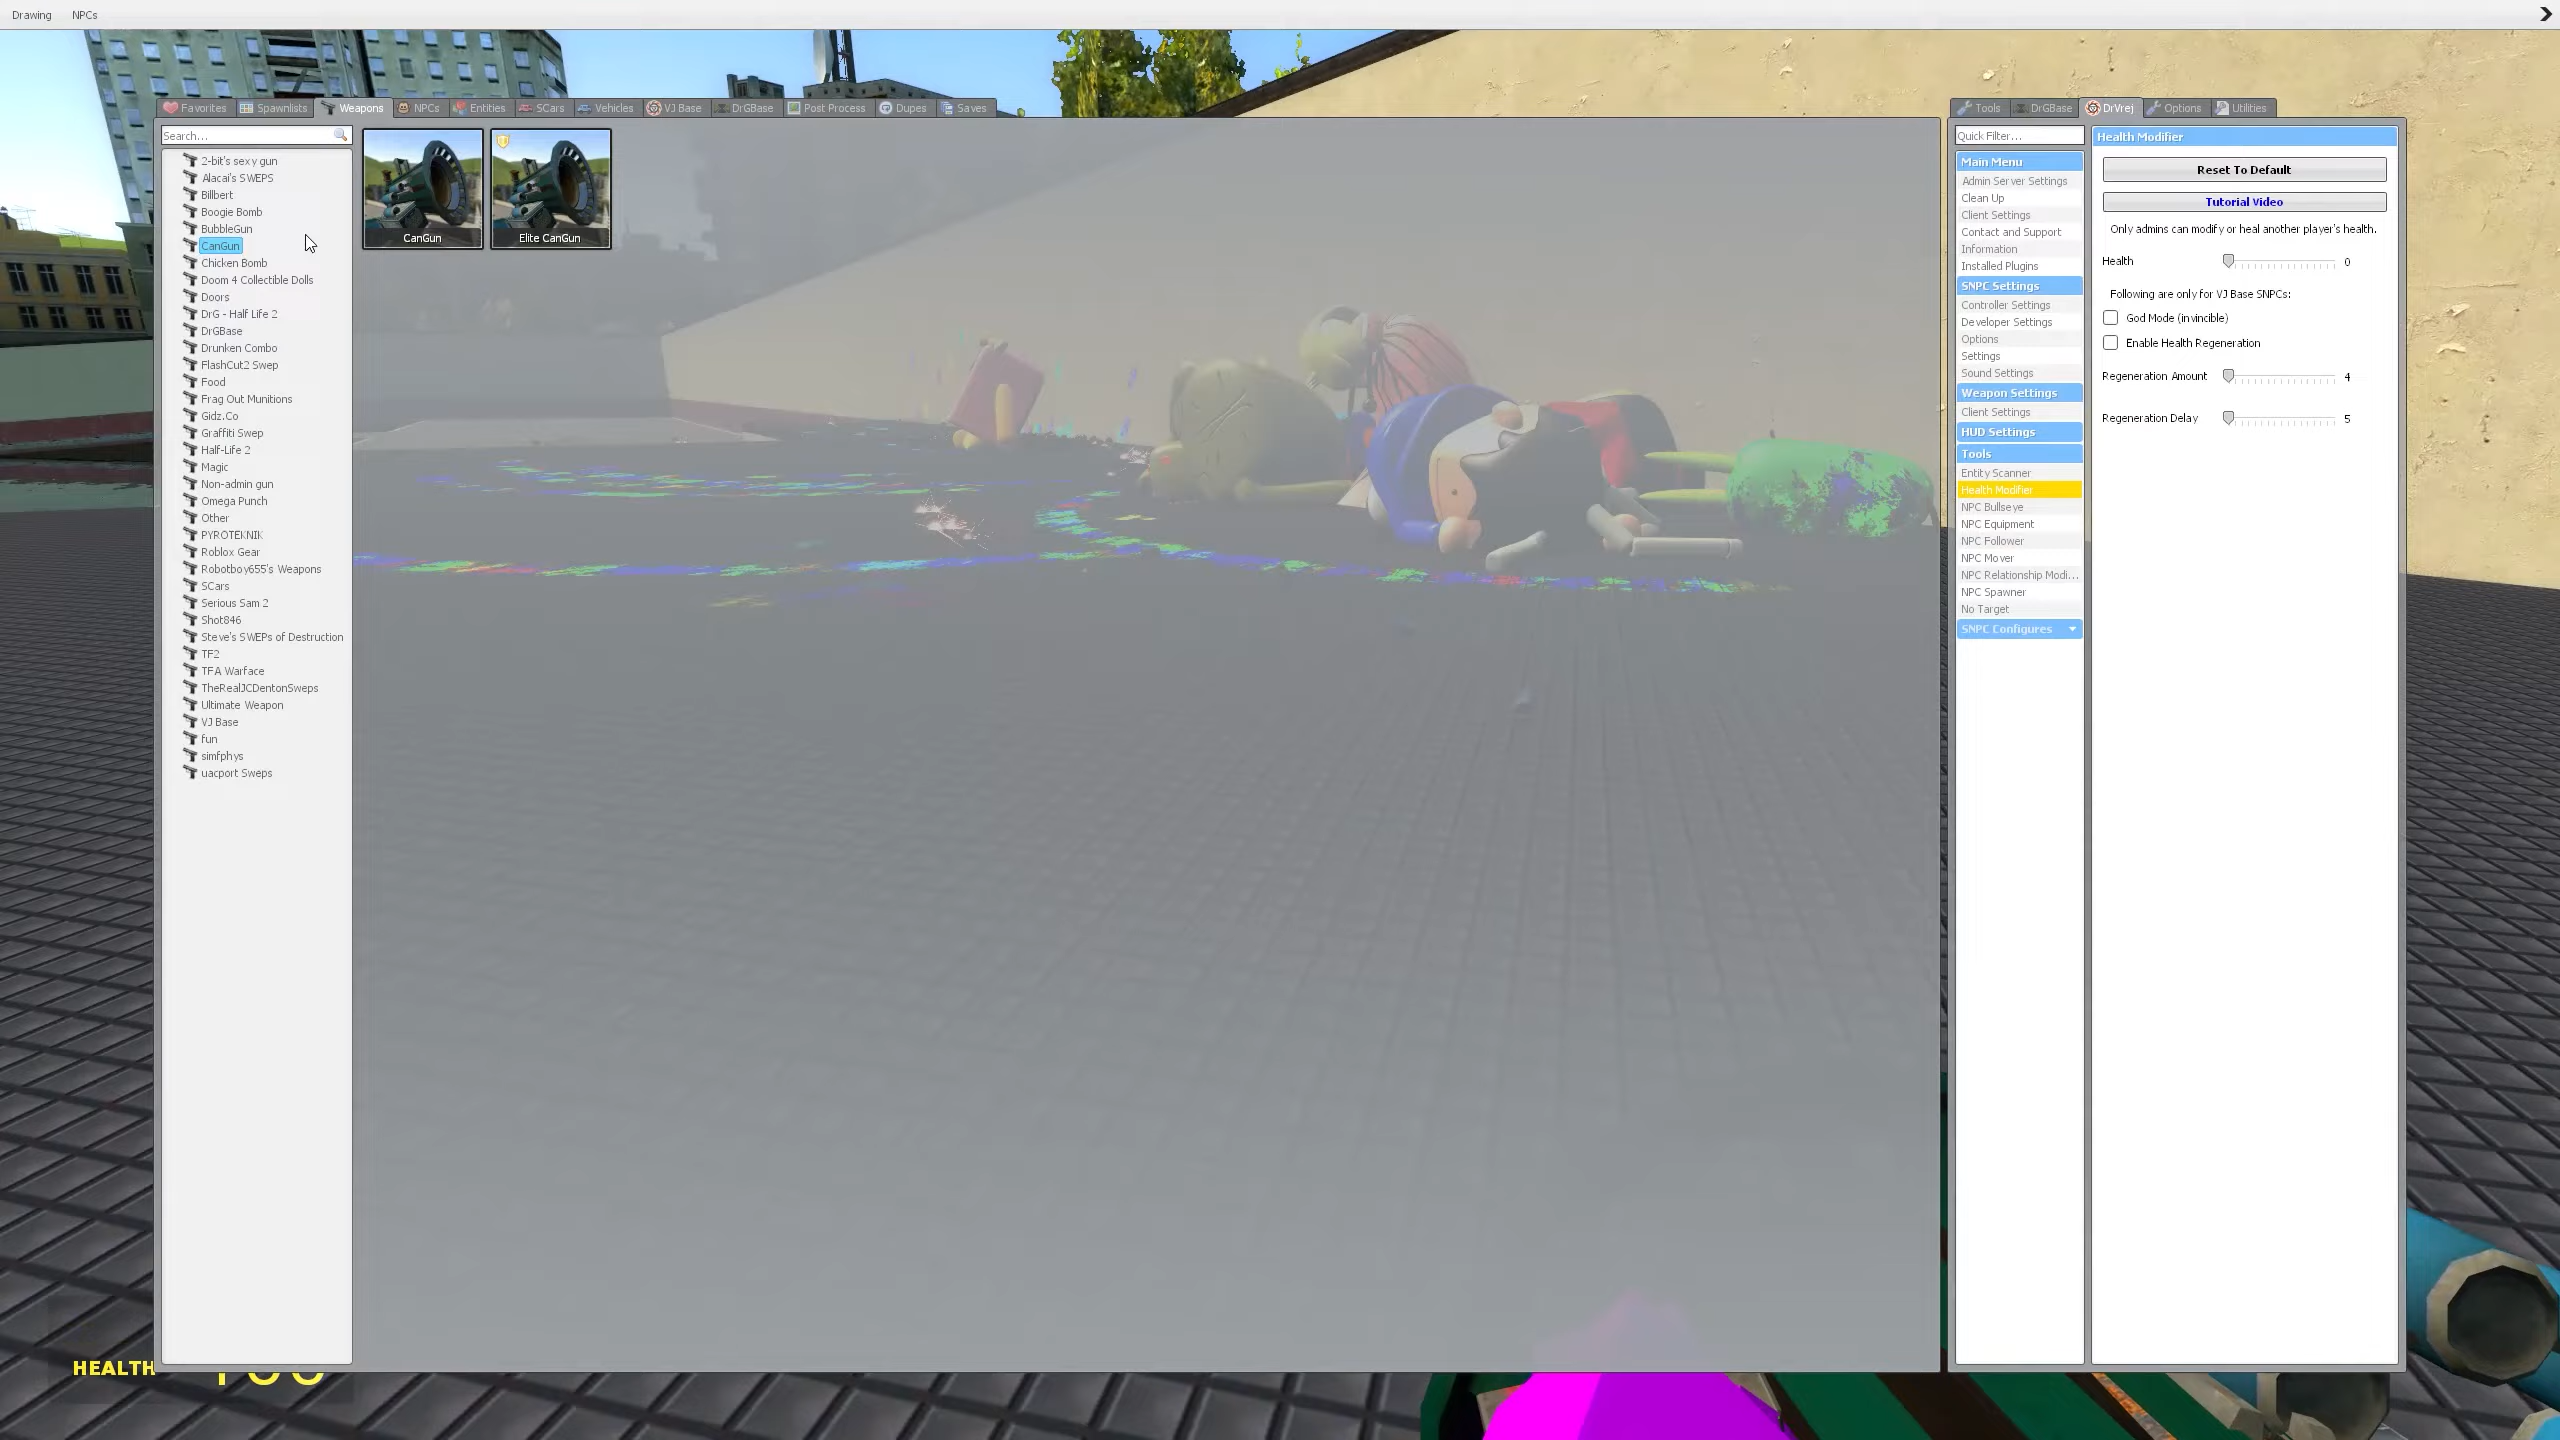 Drawing NPCs
Favorites Spawnlists Weapons NPCs Entities SCars Vehicles VJ Base DrGBase Post Process Dupes Saves
Search...
2-bit's sexy gun
Alacai's SWEPS
Billbert
Boogie Bomb
BubbleGun
CanGun
Chicken Bomb
Doom 4 Collectible Dolls
Doors
DrG - Half Life 2
DrGBase
Drunken Combo
FlashCut2 Swep
Food
Frag Out Munitions
Gidz.Co
Graffiti Swep
Half-Life 2
Magic
Non-admin gun
Omega Punch
Other
PYROTEKNIK
Roblox Gear
Robotboy655's Weapons
SCars
Serious Sam 2
Shot846
Steve's SWEPs of Destruction
TF2
TFA Warface
TheRealJCDentonSweps
Ultimate Weapon
VJ Base
fun
simfphys
uacport Sweps
CanGun
Elite CanGun
Tools DrGBase DrVrej Options Utilities
Quick Filter...
Main Menu
Admin Server Settings
Clean Up
Client Settings
Contact and Support
Information
Installed Plugins
SNPC Settings
Controller Settings
Developer Settings
Options
Settings
Sound Settings
Weapon Settings
Client Settings
HUD Settings
Tools
Entity Scanner
Health Modifier
NPC Bullseye
NPC Equipment
NPC Follower
NPC Mover
NPC Relationship Modi...
NPC Spawner
No Target
SNPC Configures
Health Modifier
Reset To Default
Tutorial Video
Only admins can modify or heal another player's health.
Health 0
Following are only for VJ Base SNPCs:
God Mode (invincible)
Enable Health Regeneration
Regeneration Amount 4
Regeneration Delay 5
HEALTH